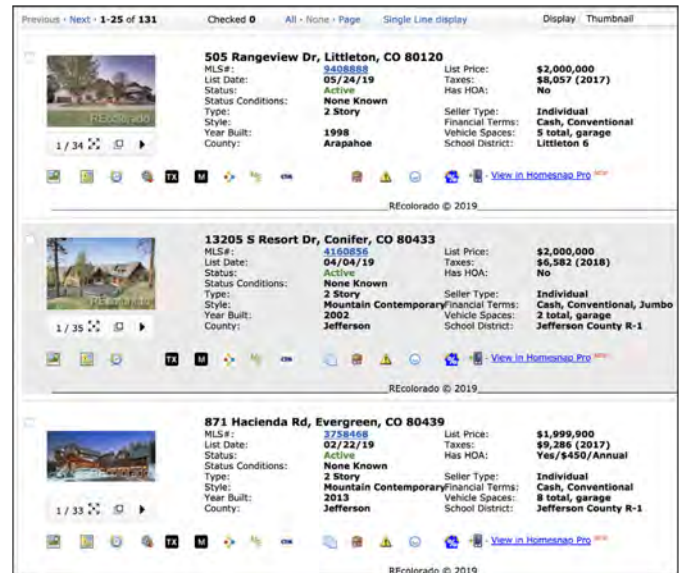 Previous · Next · 1-25 of 131 Checked 0 All · None · Page Single Line display Display Thumbnail
505 Rangeview Dr, Littleton, CO 80120
MLS#: 9408888 List Price: $2,000,000
List Date: 05/24/19 Taxes: $8,057 (2017)
Status: Active Has HOA: No
Status Conditions: None Known
Type: 2 Story Seller Type: Individual
Style: Financial Terms: Cash, Conventional
Year Built: 1998 Vehicle Spaces: 5 total, garage
County: Arapahoe School District: Littleton 6
REcolorado
1 / 34
TX M View in Homesnap Pro
REcolorado © 2019
13205 S Resort Dr, Conifer, CO 80433
MLS#: 4160856 List Price: $2,000,000
List Date: 04/04/19 Taxes: $6,582 (2018)
Status: Active Has HOA: No
Status Conditions: None Known
Type: 2 Story Seller Type: Individual
Style: Mountain Contemporary Financial Terms: Cash, Conventional, Jumbo
Year Built: 2002 Vehicle Spaces: 2 total, garage
County: Jefferson School District: Jefferson County R-1
REcolorado
1 / 35
TX M View in Homesnap Pro
REcolorado © 2019
871 Hacienda Rd, Evergreen, CO 80439
MLS#: 3758468 List Price: $1,999,900
List Date: 02/22/19 Taxes: $9,286 (2017)
Status: Active Has HOA: Yes/$450/Annual
Status Conditions: None Known
Type: 2 Story Seller Type: Individual
Style: Mountain Contemporary Financial Terms: Cash, Conventional
Year Built: 2013 Vehicle Spaces: 8 total, garage
County: Jefferson School District: Jefferson County R-1
1 / 33
TX M View in Homesnap Pro
REcolorado © 2019